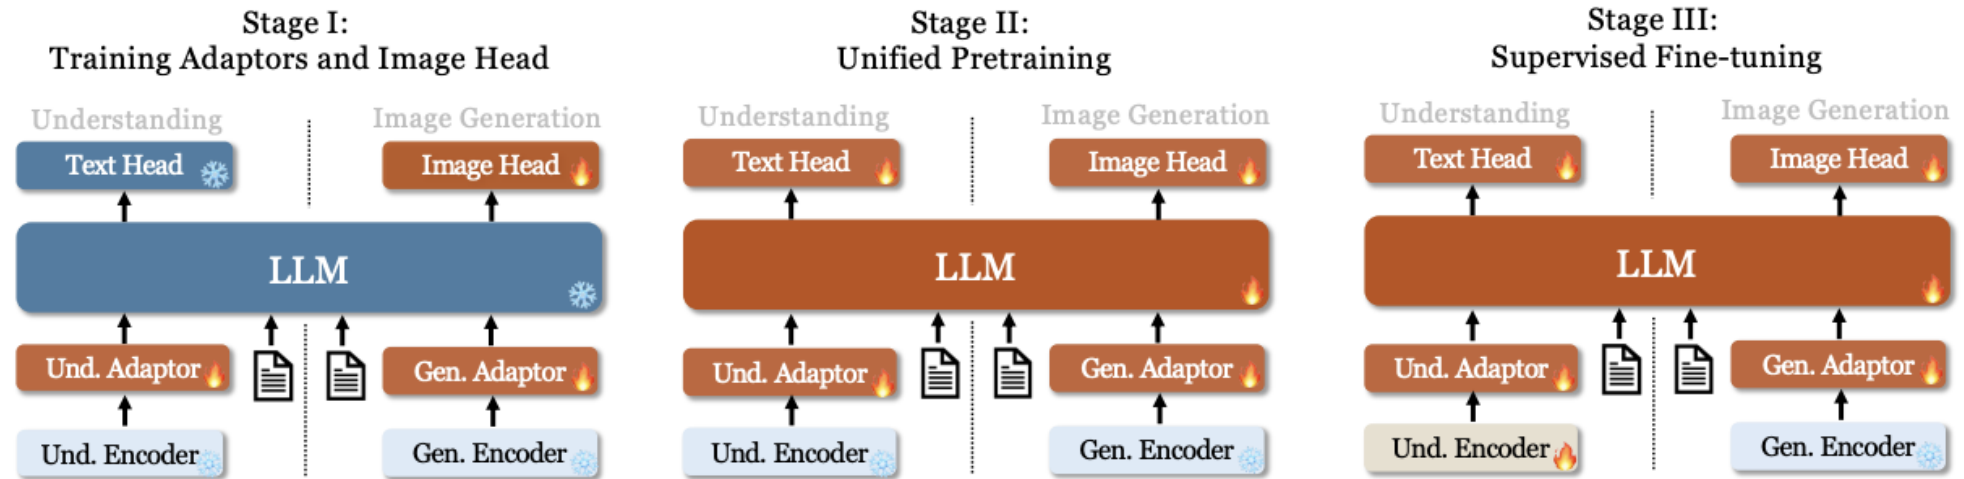 Stage I:
Training Adaptors and Image Head
Understanding
Image Generation
Text Head
Image Head
LLM
Und. Adaptor
Gen. Adaptor
Und. Encoder
Gen. Encoder
Stage II:
Unified Pretraining
Understanding
Image Generation
Text Head
Image Head
LLM
Und. Adaptor
Gen. Adaptor
Und. Encoder
Gen. Encoder
Stage III:
Supervised Fine-tuning
Understanding
Image Generation
Text Head
Image Head
LLM
Und. Adaptor
Gen. Adaptor
Und. Encoder
Gen. Encoder